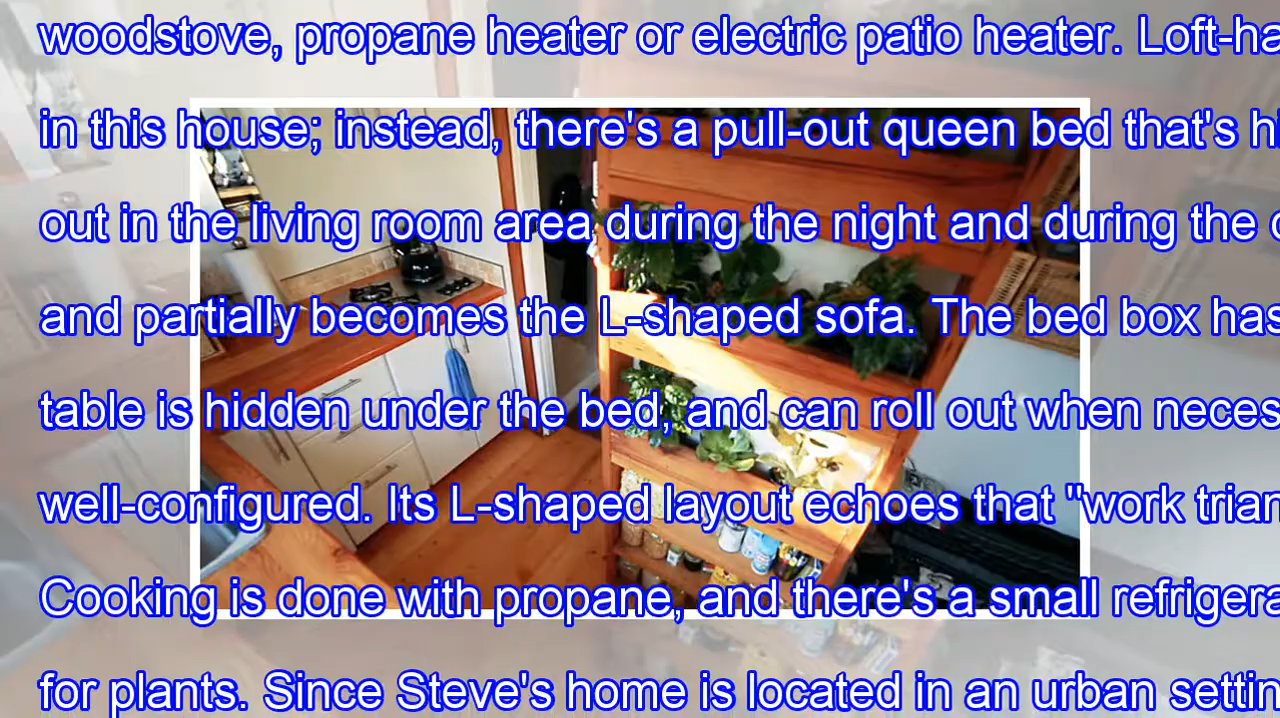 woodstove, propane heater or electric patio heater. Loft-ha
in this house; instead, there's a pull-out queen bed that's h
out in the living room area during the night and during the
and partially becomes the L-shaped sofa. The bed box has
table is hidden under the bed, and can roll out when neces
well-configured. Its L-shaped layout echoes that "work trian
Cooking is done with propane, and there's a small refrigera
for plants. Since Steve's home is located in an urban settin